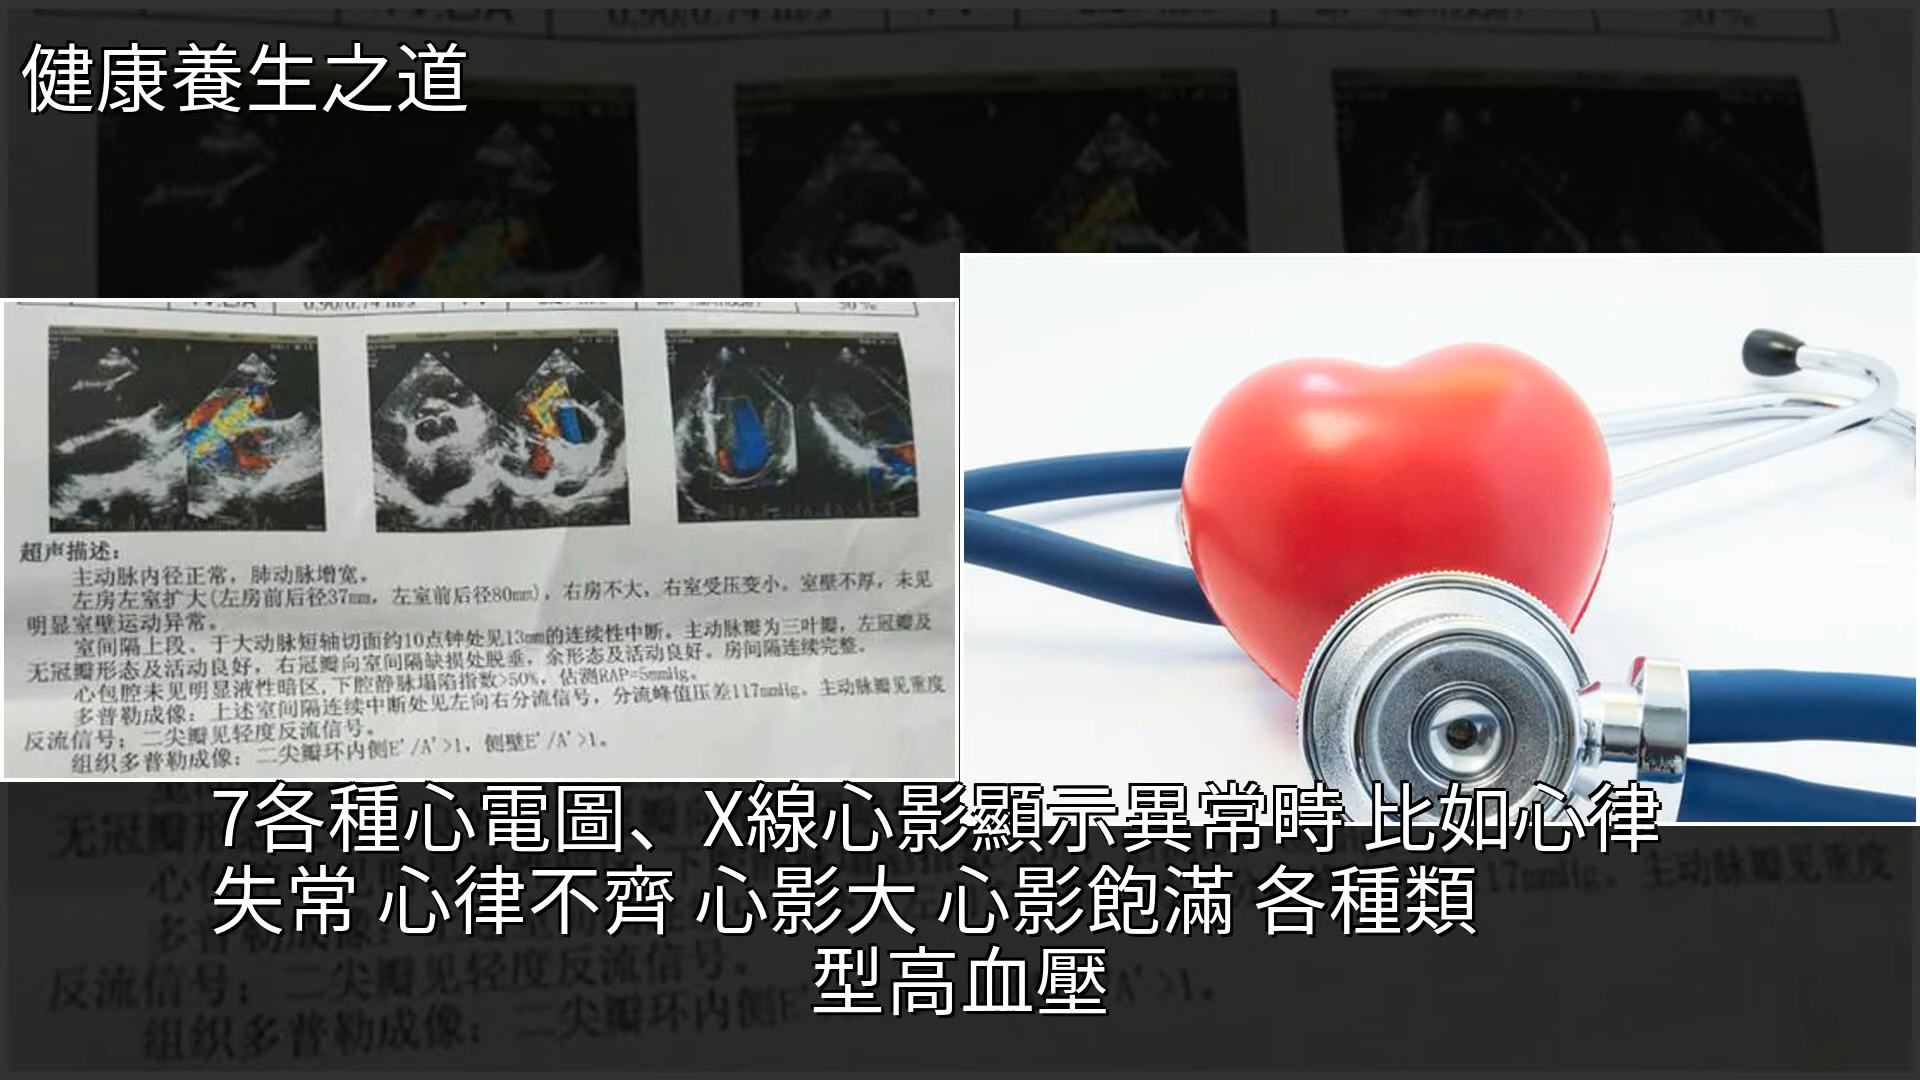 健康養生之道
超声描述：
主动脉内径正常，肺动脉增宽。
左房左室扩大(左房前后径37mm，左室前后径80mm)，右房不大，右室受压变小。室壁不厚，未见
明显室壁运动异常。
室间隔上段、于大动脉短轴切面约10点钟处见13mm的连续性中断。主动脉瓣为三叶瓣，左冠瓣及
无冠瓣形态及活动良好，右冠瓣向室间隔缺损处脱垂，余形态及活动良好。房间隔连续完整。
心包腔未见明显液性暗区，下腔静脉塌陷指数>50%，估测RAP=5mmHg。
多普勒成像：上述室间隔连续中断处见左向右分流信号，分流峰值压差117mmHg。主动脉瓣见重度
反流信号；二尖瓣见轻度反流信号。
组织多普勒成像：二尖瓣环内侧E'/A'>1，侧壁E'/A'>1。
7各種心電圖、X線心影顯示異常時 比如心律
失常 心律不齊 心影大 心影飽滿 各種類
型高血壓